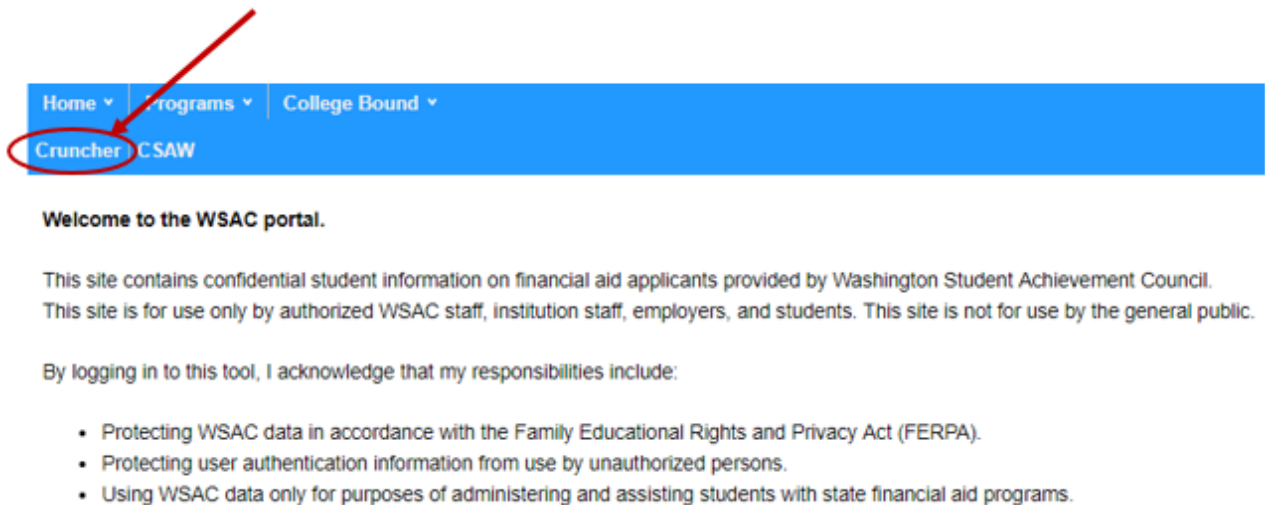 Home Programs College Bound
Cruncher CSAW
Welcome to the WSAC portal.
This site contains confidential student information on financial aid applicants provided by Washington Student Achievement Council.
This site is for use only by authorized WSAC staff, institution staff, employers, and students. This site is not for use by the general public.
By logging in to this tool, I acknowledge that my responsibilities include:
• Protecting WSAC data in accordance with the Family Educational Rights and Privacy Act (FERPA).
• Protecting user authentication information from use by unauthorized persons.
• Using WSAC data only for purposes of administering and assisting students with state financial aid programs.